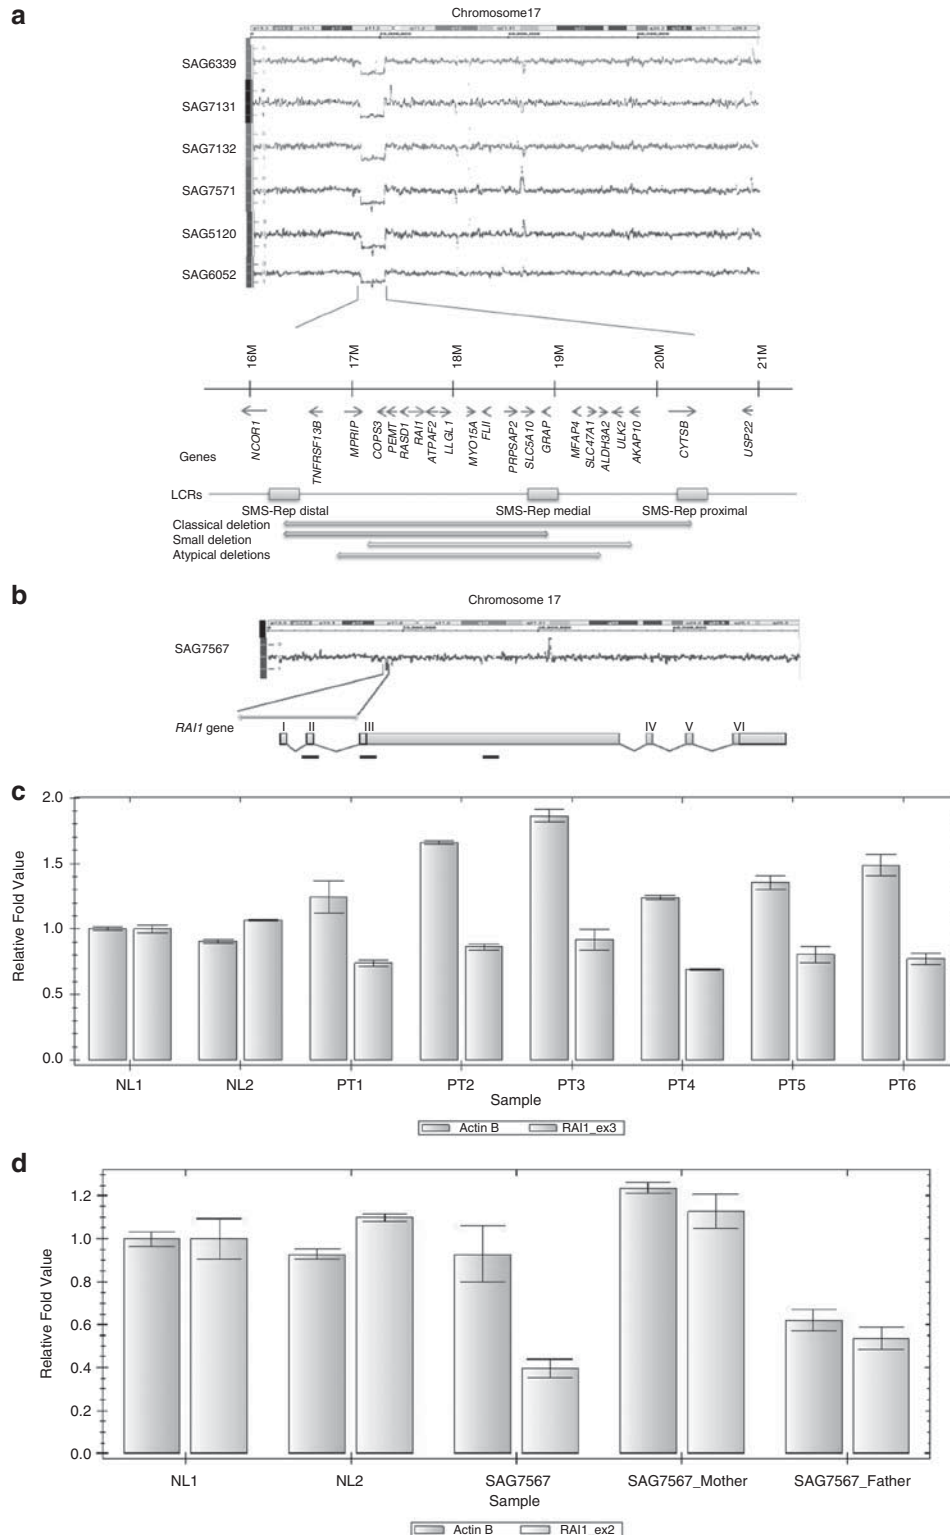 a
Chromosome17
SAG6339
SAG7131
SAG7132
SAG7571
SAG5120
SAG6052
16M 17M 18M 19M 20M 21M
Genes
NCOR1 TNFRSF13B MPRIP COPS3 PEMT RASD1 RAI1 ATPAF2 LLGL1 MYO15A FLII PRPSAP2 SLC5A10 GRAP MFAP4 SLC47A1 ALDH3A2 ULK2 AKAP10 CYTSB USP22
LCRs
SMS-Rep distal SMS-Rep medial SMS-Rep proximal
Classical deletion
Small deletion
Atypical deletions
b
Chromosome 17
SAG7567
RAI1 gene
I II III IV V VI
c
Relative Fold Value
2.0
1.5
1.0
0.5
0.0
NL1 NL2 PT1 PT2 PT3 PT4 PT5 PT6
Sample
Actin B RAI1_ex3
d
Relative Fold Value
1.2
1.0
0.8
0.6
0.4
0.2
0.0
NL1 NL2 SAG7567 SAG7567_Mother SAG7567_Father
Sample
Actin B RAI1_ex2